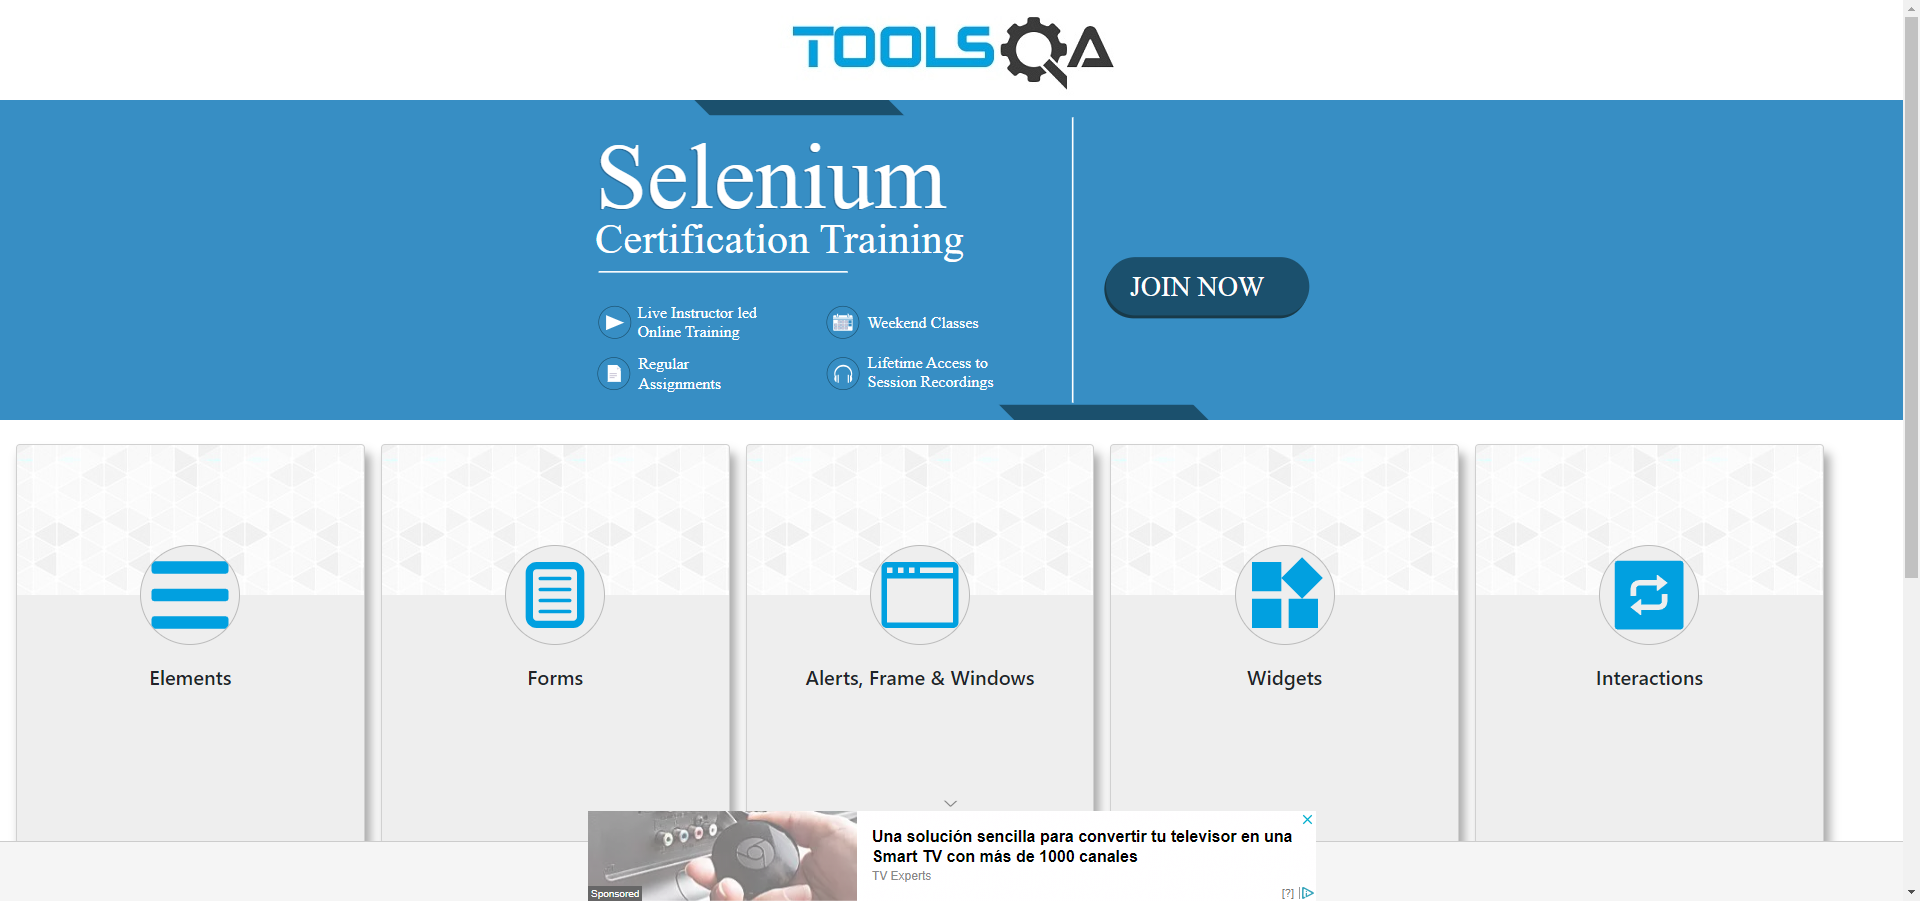 TOOLSQA
Selenium
Certification Training
JOIN NOW
Live Instructor led
Online Training
Weekend Classes
Regular
Assignments
Lifetime Access to
Session Recordings
Elements
Forms
Alerts, Frame & Windows
Widgets
Interactions
Una solución sencilla para convertir tu televisor en una
Smart TV con más de 1000 canales
TV Experts
Sponsored
[?]